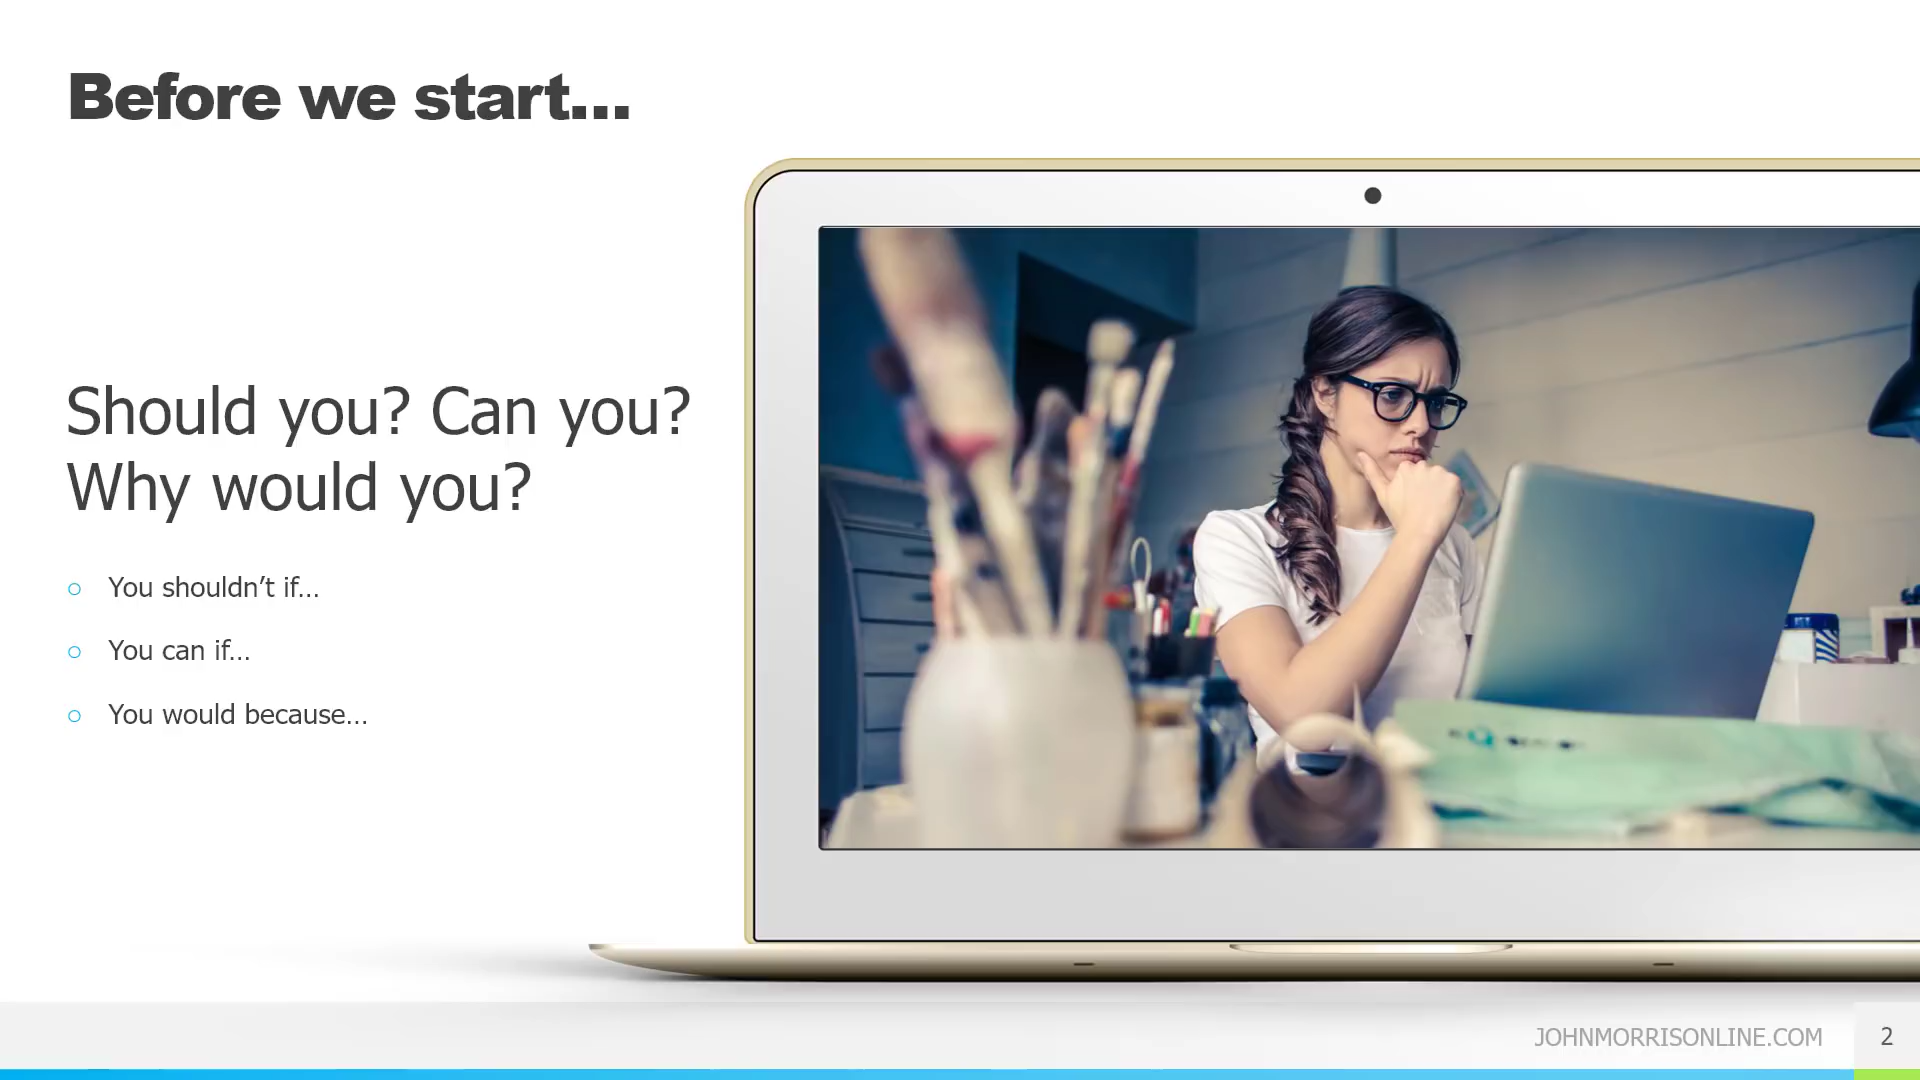 Before we start...
Should you? Can you?
Why would you?
You shouldn’t if...
You can if...
You would because...
JOHNMORRISONLINE.COM
2